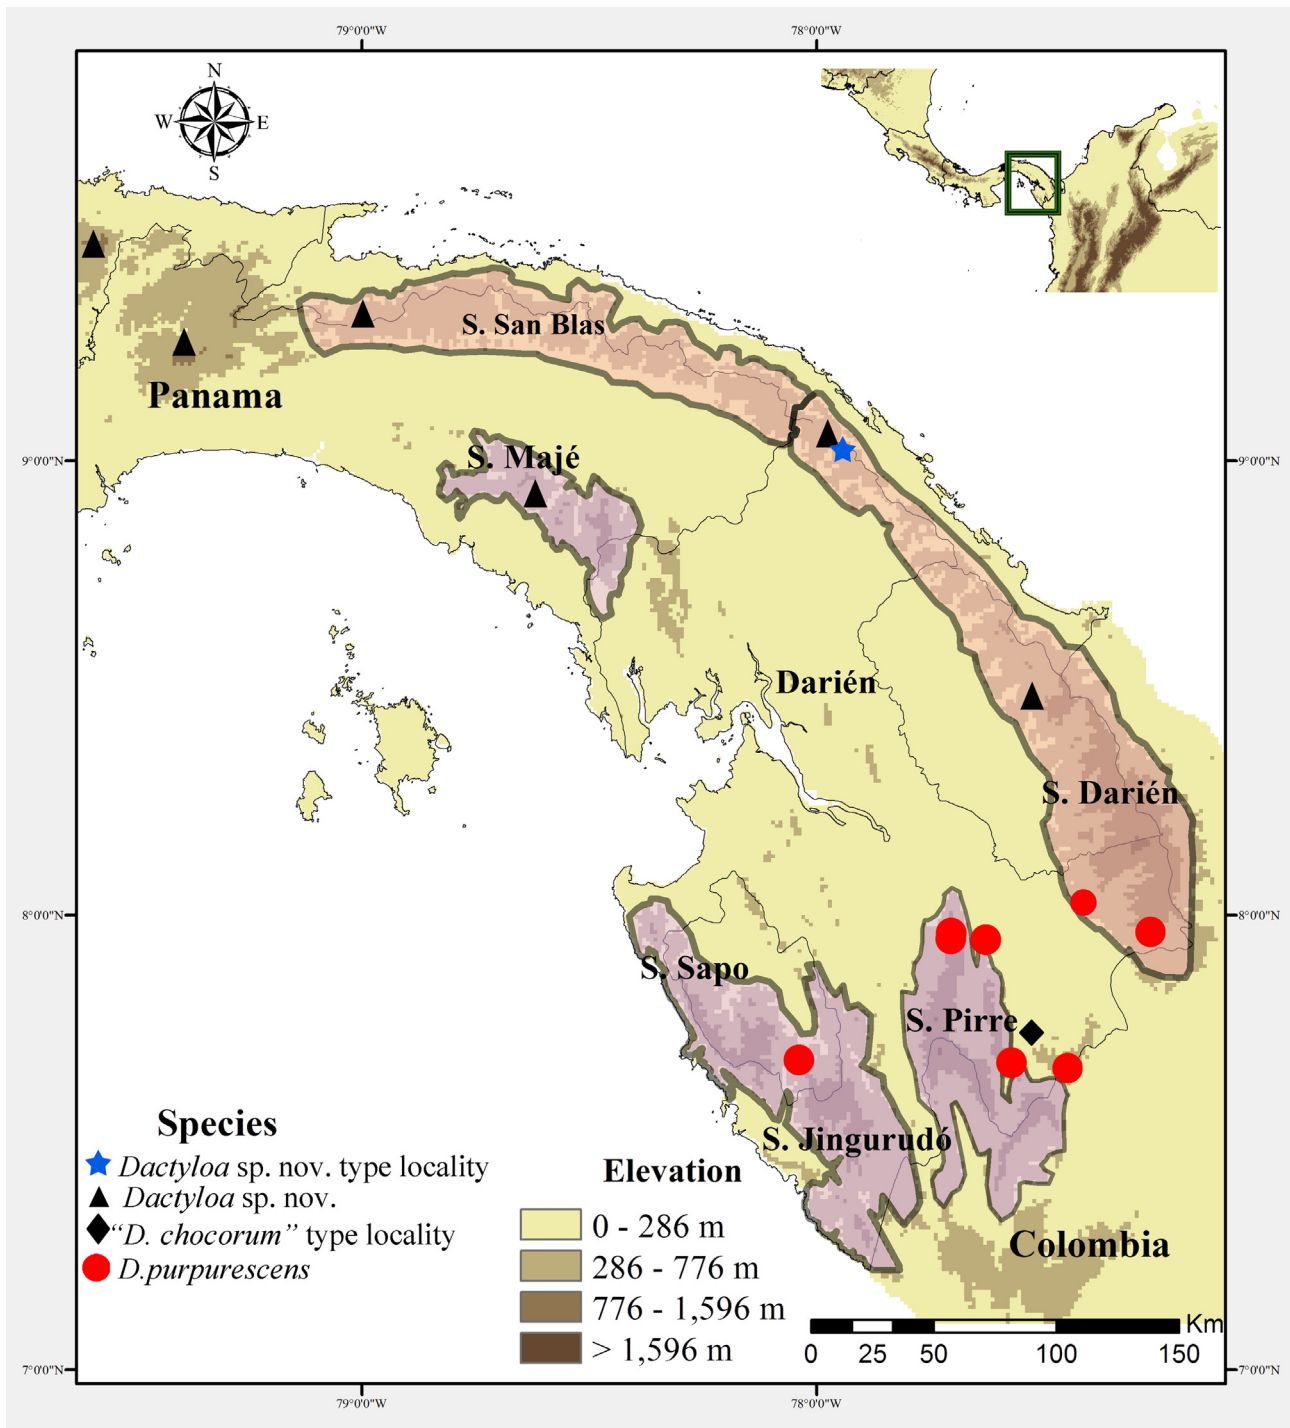 79°0'0"W 78°0'0"W
N
W E
S
S. San Blas
Panama
S. Majé
9°0'0"N 9°0'0"N
Darién
S. Darién
8°0'0"N 8°0'0"N
S. Sapo
S. Pirre
S. Jingurudó
Colombia
Species
Dactyloa sp. nov. type locality
Dactyloa sp. nov.
“D. chocorum” type locality
D.purpurescens
Elevation
0 - 286 m
286 - 776 m
776 - 1,596 m
> 1,596 m
Km
0 25 50 100 150
7°0'0"N 7°0'0"N
79°0'0"W 78°0'0"W